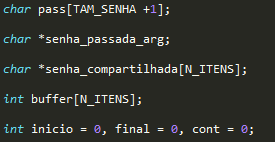 char pass[TAM_SENHA +1];
char *senha_passada_arg;
char *senha_compartilhada[N_ITENS];
int buffer[N_ITENS];
int inicio = 0, final = 0, cont = 0;